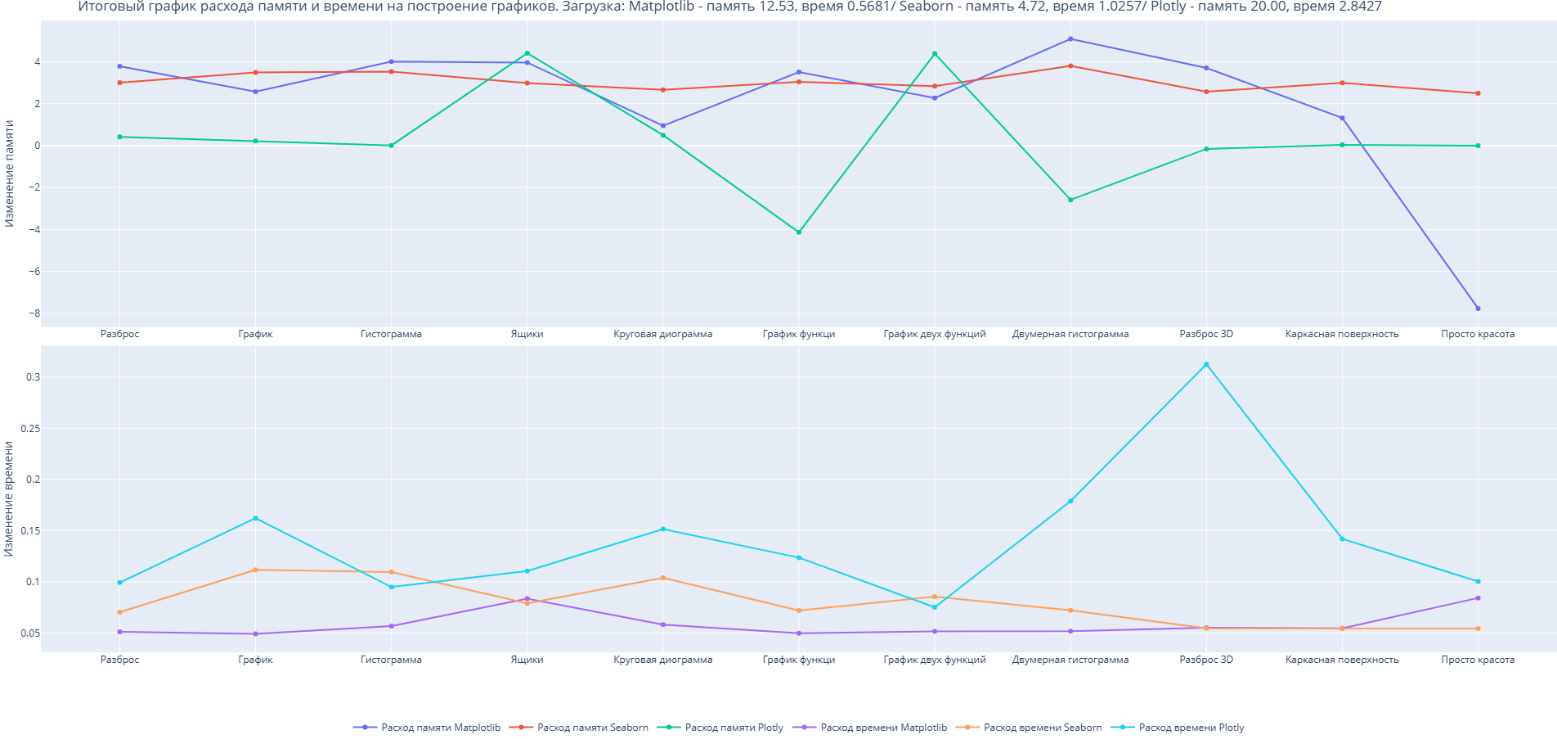 Итоговый график расхода памяти и времени на построение графиков. Загрузка: Matplotlib - память 12.53, время 0.5681/ Seaborn - память 4.72, время 1.0257/ Plotly - память 20.00, время 2.8427
Изменение памяти
4
2
0
−2
−4
−6
−8
Разброс График Гистограмма Ящики Круговая диаграмма График функци График двух функций Двумерная гистограмма Разброс 3D Каркасная поверхность Просто красота
Изменение времени
0.3
0.25
0.2
0.15
0.1
0.05
Разброс График Гистограмма Ящики Круговая диаграмма График функци График двух функций Двумерная гистограмма Разброс 3D Каркасная поверхность Просто красота
Расход памяти Matplotlib Расход памяти Seaborn Расход памяти Plotly Расход времени Matplotlib Расход времени Seaborn Расход времени Plotly